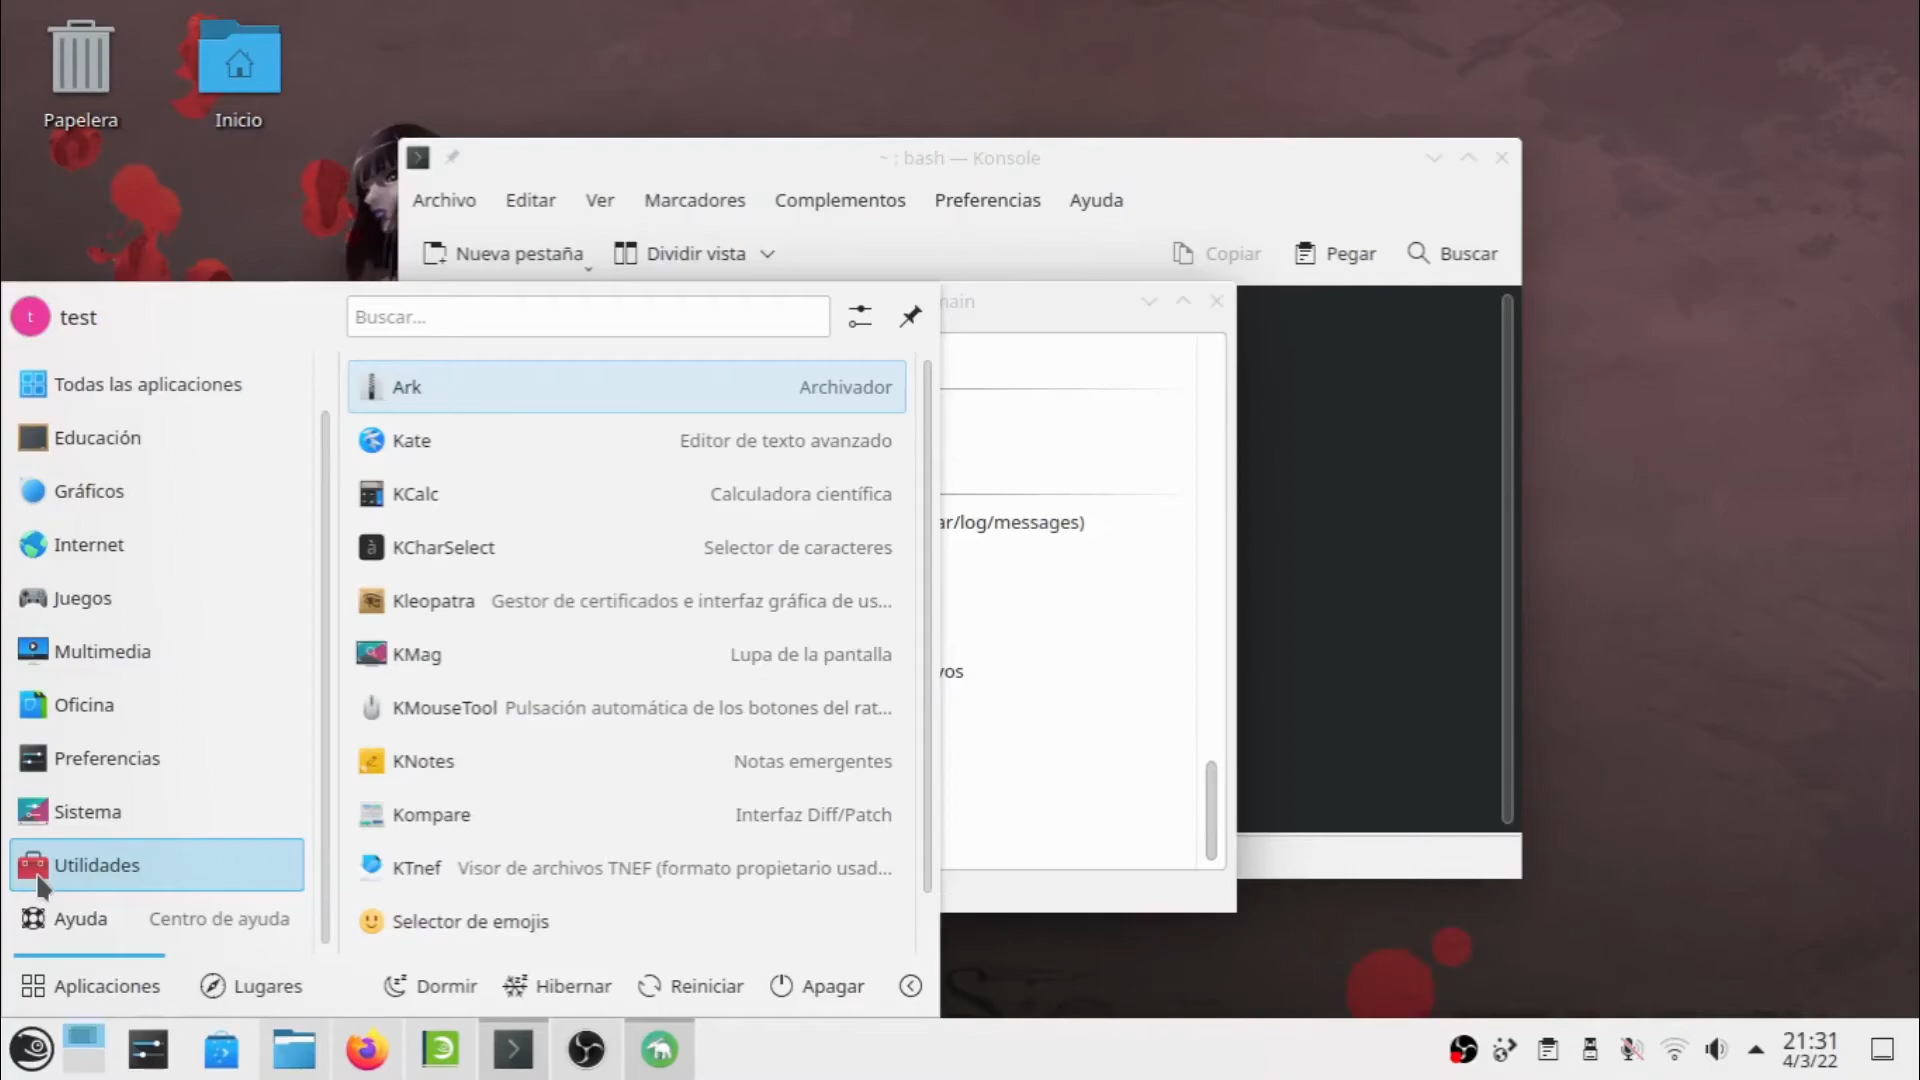 Papelera
Inicio
~ : bash — Konsole
Archivo
Editar
Ver
Marcadores
Complementos
Preferencias
Ayuda
Nueva pestaña
Dividir vista
Copiar
Pegar
Buscar
t
test
Buscar...
Todas las aplicaciones
Educación
Gráficos
Internet
Juegos
Multimedia
Oficina
Preferencias
Sistema
Utilidades
Ayuda Centro de ayuda
Ark Archivador
Kate Editor de texto avanzado
KCalc Calculadora científica
à
KCharSelect Selector de caracteres
Kleopatra Gestor de certificados e interfaz gráfica de us...
KMag Lupa de la pantalla
KMouseTool Pulsación automática de los botones del rat...
KNotes Notas emergentes
Kompare Interfaz Diff/Patch
KTnef Visor de archivos TNEF (formato propietario usad...
Selector de emojis
ain
ar/log/messages)
vos
Aplicaciones
Lugares
Dormir
Hibernar
Reiniciar
Apagar
21:31
4/3/22